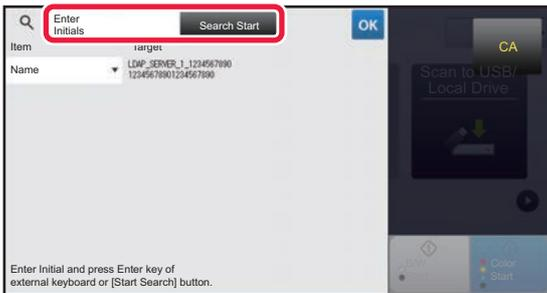 Enter
Initials
Search Start
OK
CA
Item
Target
Name
LDAP_SERVER_1_1234567890
12345678901234567890
Scan to USB/
Local Drive
B/W
Start
Color
Start
Enter Initial and press Enter key of
external keyboard or [Start Search] button.